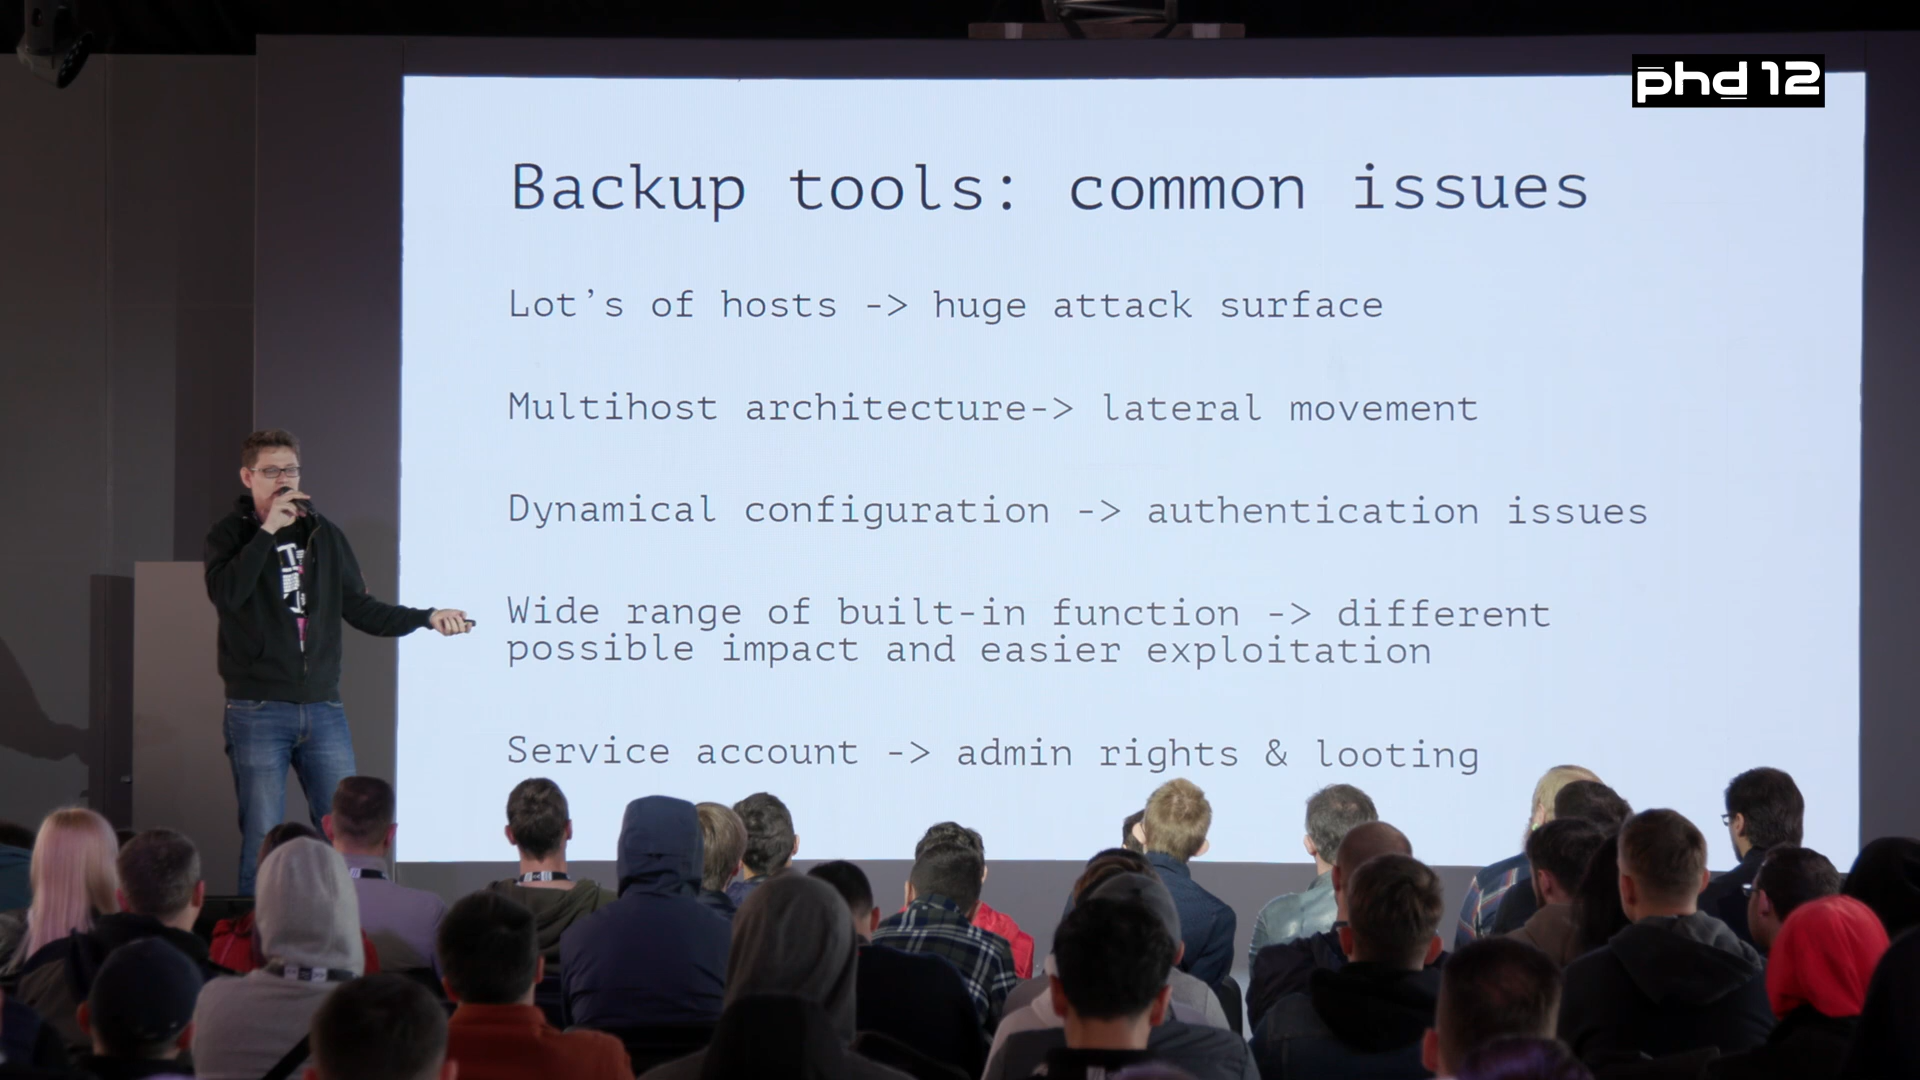 phd 12
Backup tools: common issues
Lot's of hosts -> huge attack surface
Multihost architecture-> lateral movement
Dynamical configuration -> authentication issues
Wide range of built-in function -> different
possible impact and easier exploitation
Service account -> admin rights & looting